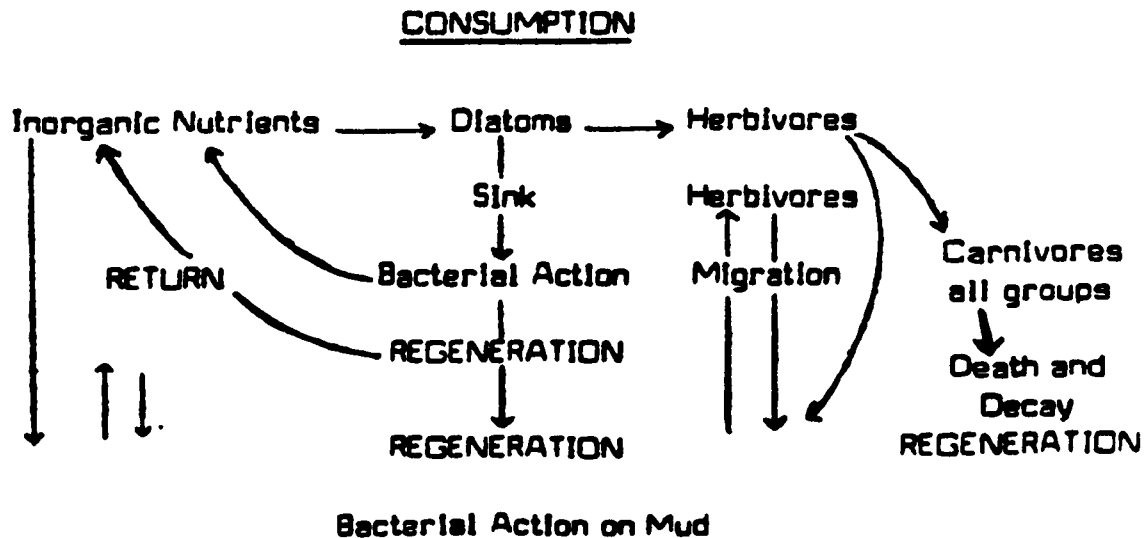 CONSUMPTION
Inorganic Nutrients
Diatoms
Herbivores
Sink
Herbivores
RETURN
Bacterial Action
Migration
Carnivores
all groups
REGENERATION
Death and
Decay
REGENERATION
REGENERATION
Bacterial Action on Mud